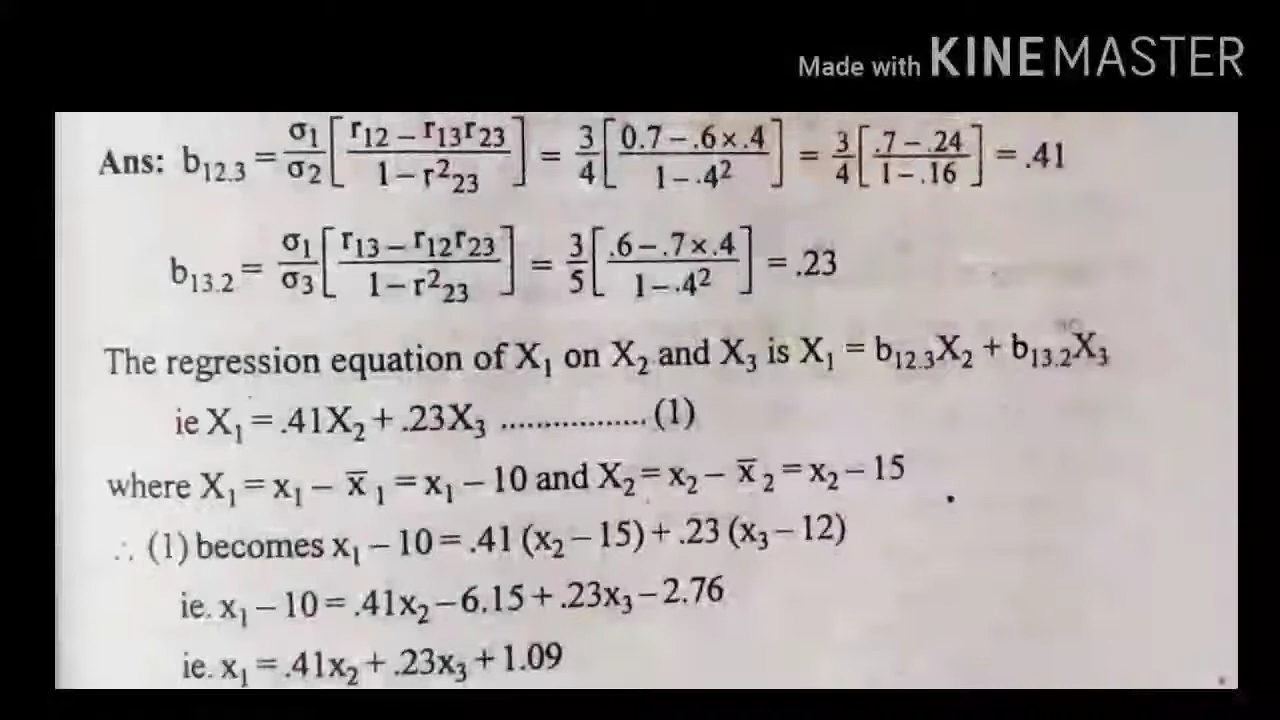 Made with KINEMASTER
Ans: b₁₂.₃ = σ₁/σ₂ [ (r₁₂ – r₁₃r₂₃) / (1 – r²₂₃) ] = 3/4 [ (0.7 – .6×.4) / (1 – .4²) ] = 3/4 [ (.7 – .24) / (1 – .16) ] = .41
b₁₃.₂ = σ₁/σ₃ [ (r₁₃ – r₁₂r₂₃) / (1 – r²₂₃) ] = 3/5 [ (.6 – .7×.4) / (1 – .4²) ] = .23
The regression equation of X₁ on X₂ and X₃ is X₁ = b₁₂.₃X₂ + b₁₃.₂X₃
ie X₁ = .41X₂ + .23X₃ ................. (1)
where X₁ = x₁ – x̄₁ = x₁ – 10 and X₂ = x₂ – x̄₂ = x₂ – 15
∴ (1) becomes x₁ – 10 = .41 (x₂ – 15) + .23 (x₃ – 12)
ie. x₁ – 10 = .41x₂ – 6.15 + .23x₃ – 2.76
ie. x₁ = .41x₂ + .23x₃ + 1.09